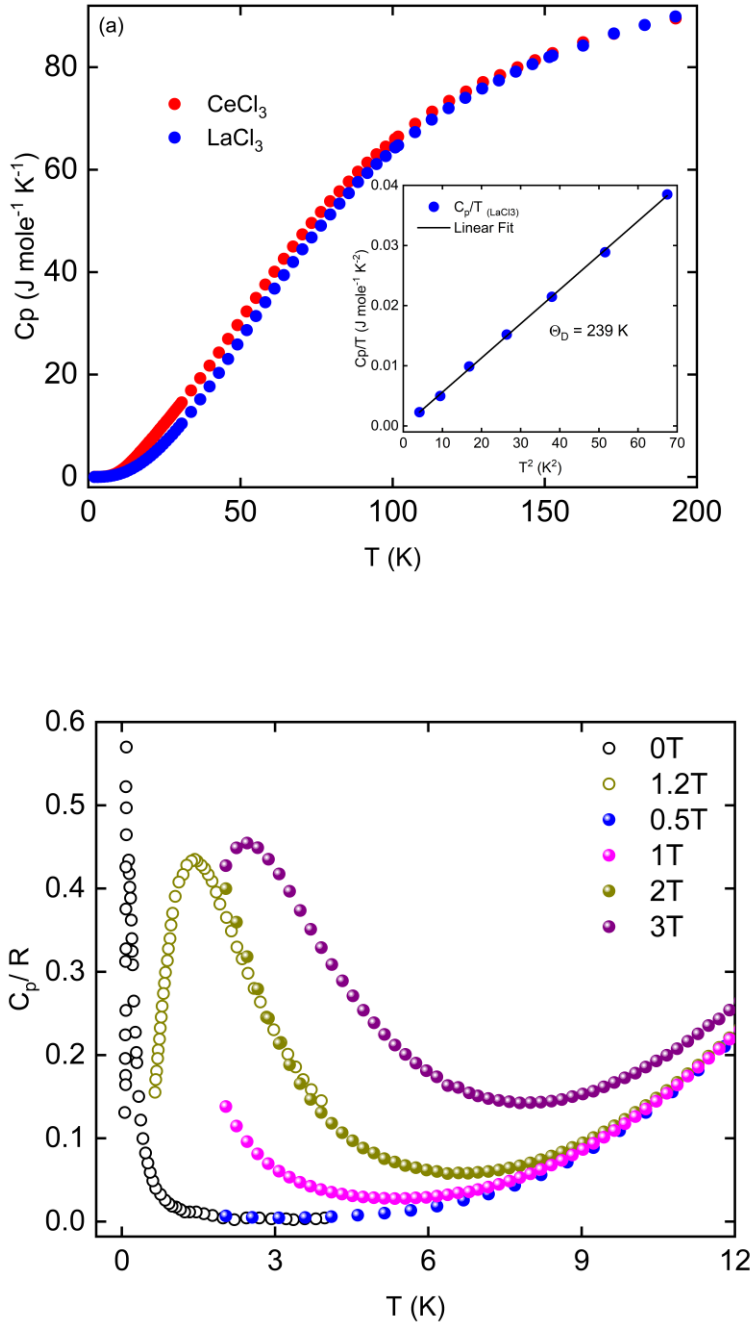 (a)
80
60
40
20
0
Cp (J mole⁻¹ K⁻¹)
CeCl₃
LaCl₃
0 50 100 150 200
T (K)
0.04
0.03
0.02
0.01
0.00
Cp/T (J mole⁻¹ K⁻²)
Cₚ/T (LaCl3)
Linear Fit
Θ_D = 239 K
0 10 20 30 40 50 60 70
T² (K²)
0.6
0.5
0.4
0.3
0.2
0.1
0.0
Cₚ/ R
0T
1.2T
0.5T
1T
2T
3T
0 3 6 9 12
T (K)